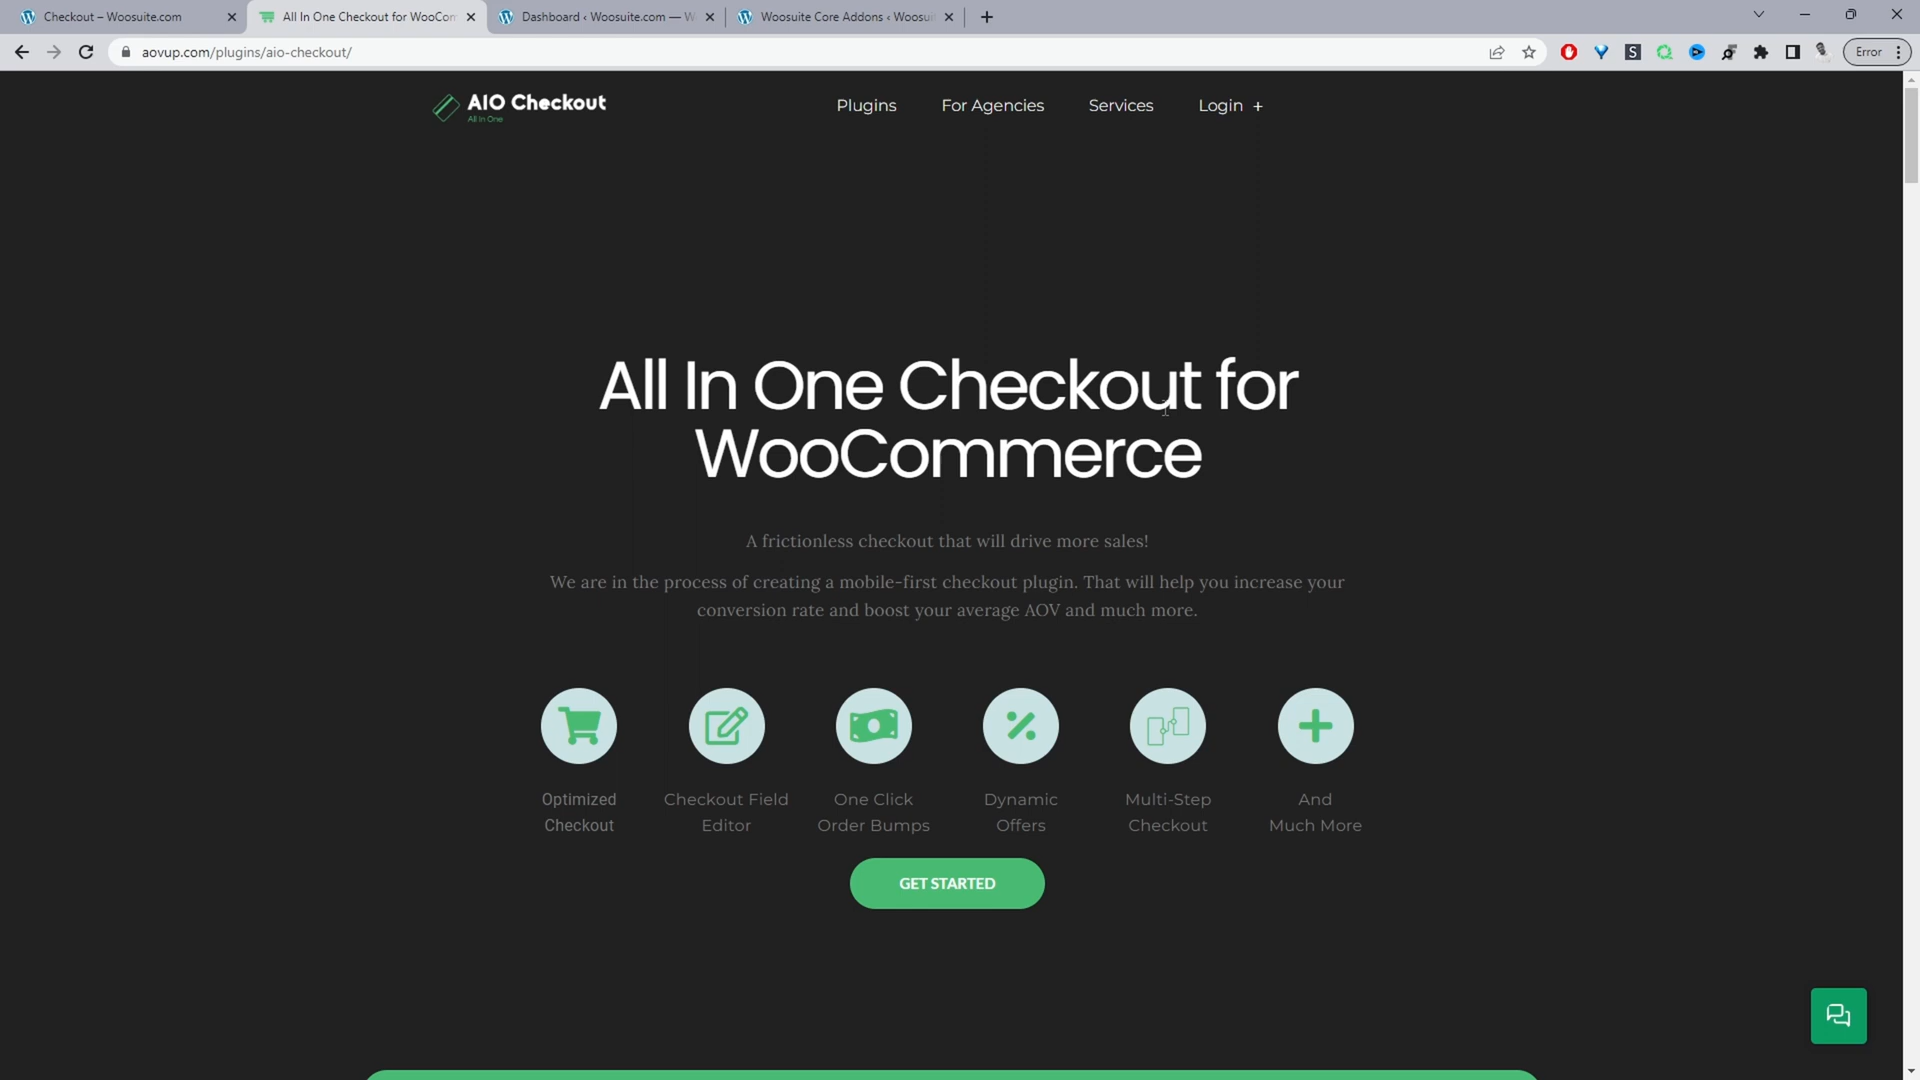 Checkout – Woosuite.com
All In One Checkout for WooCom
Dashboard ‹ Woosuite.com — W
Woosuite Core Addons ‹ Woosui
aovup.com/plugins/aio-checkout/
S
Error
AIO Checkout
All In One
Plugins
For Agencies
Services
Login +
All In One Checkout for
WooCommerce
A frictionless checkout that will drive more sales!
We are in the process of creating a mobile-first checkout plugin. That will help you increase your
conversion rate and boost your average AOV and much more.
Optimized
Checkout
Checkout Field
Editor
One Click
Order Bumps
Dynamic
Offers
Multi-Step
Checkout
And
Much More
GET STARTED